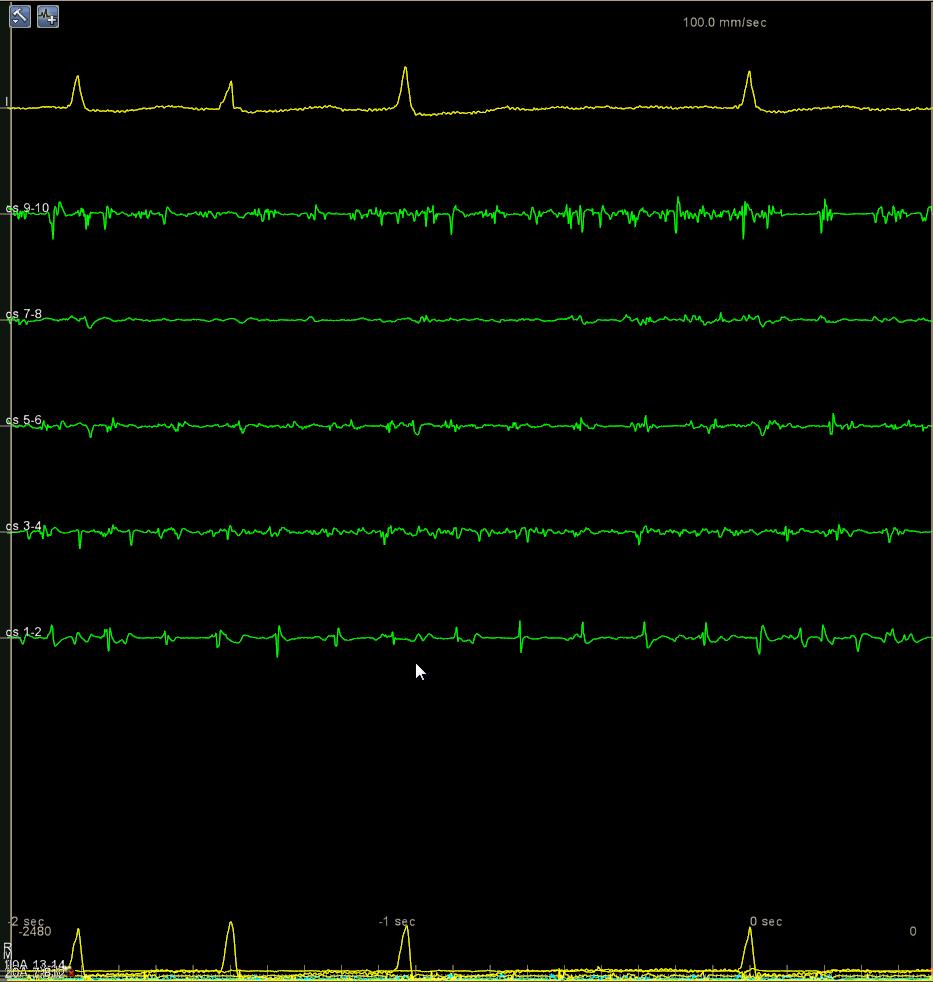 100.0 mm/sec
I
cs 9-10
cs 7-8
cs 5-6
cs 3-4
cs 1-2
-2 sec
-1 sec
0 sec
-2480
0